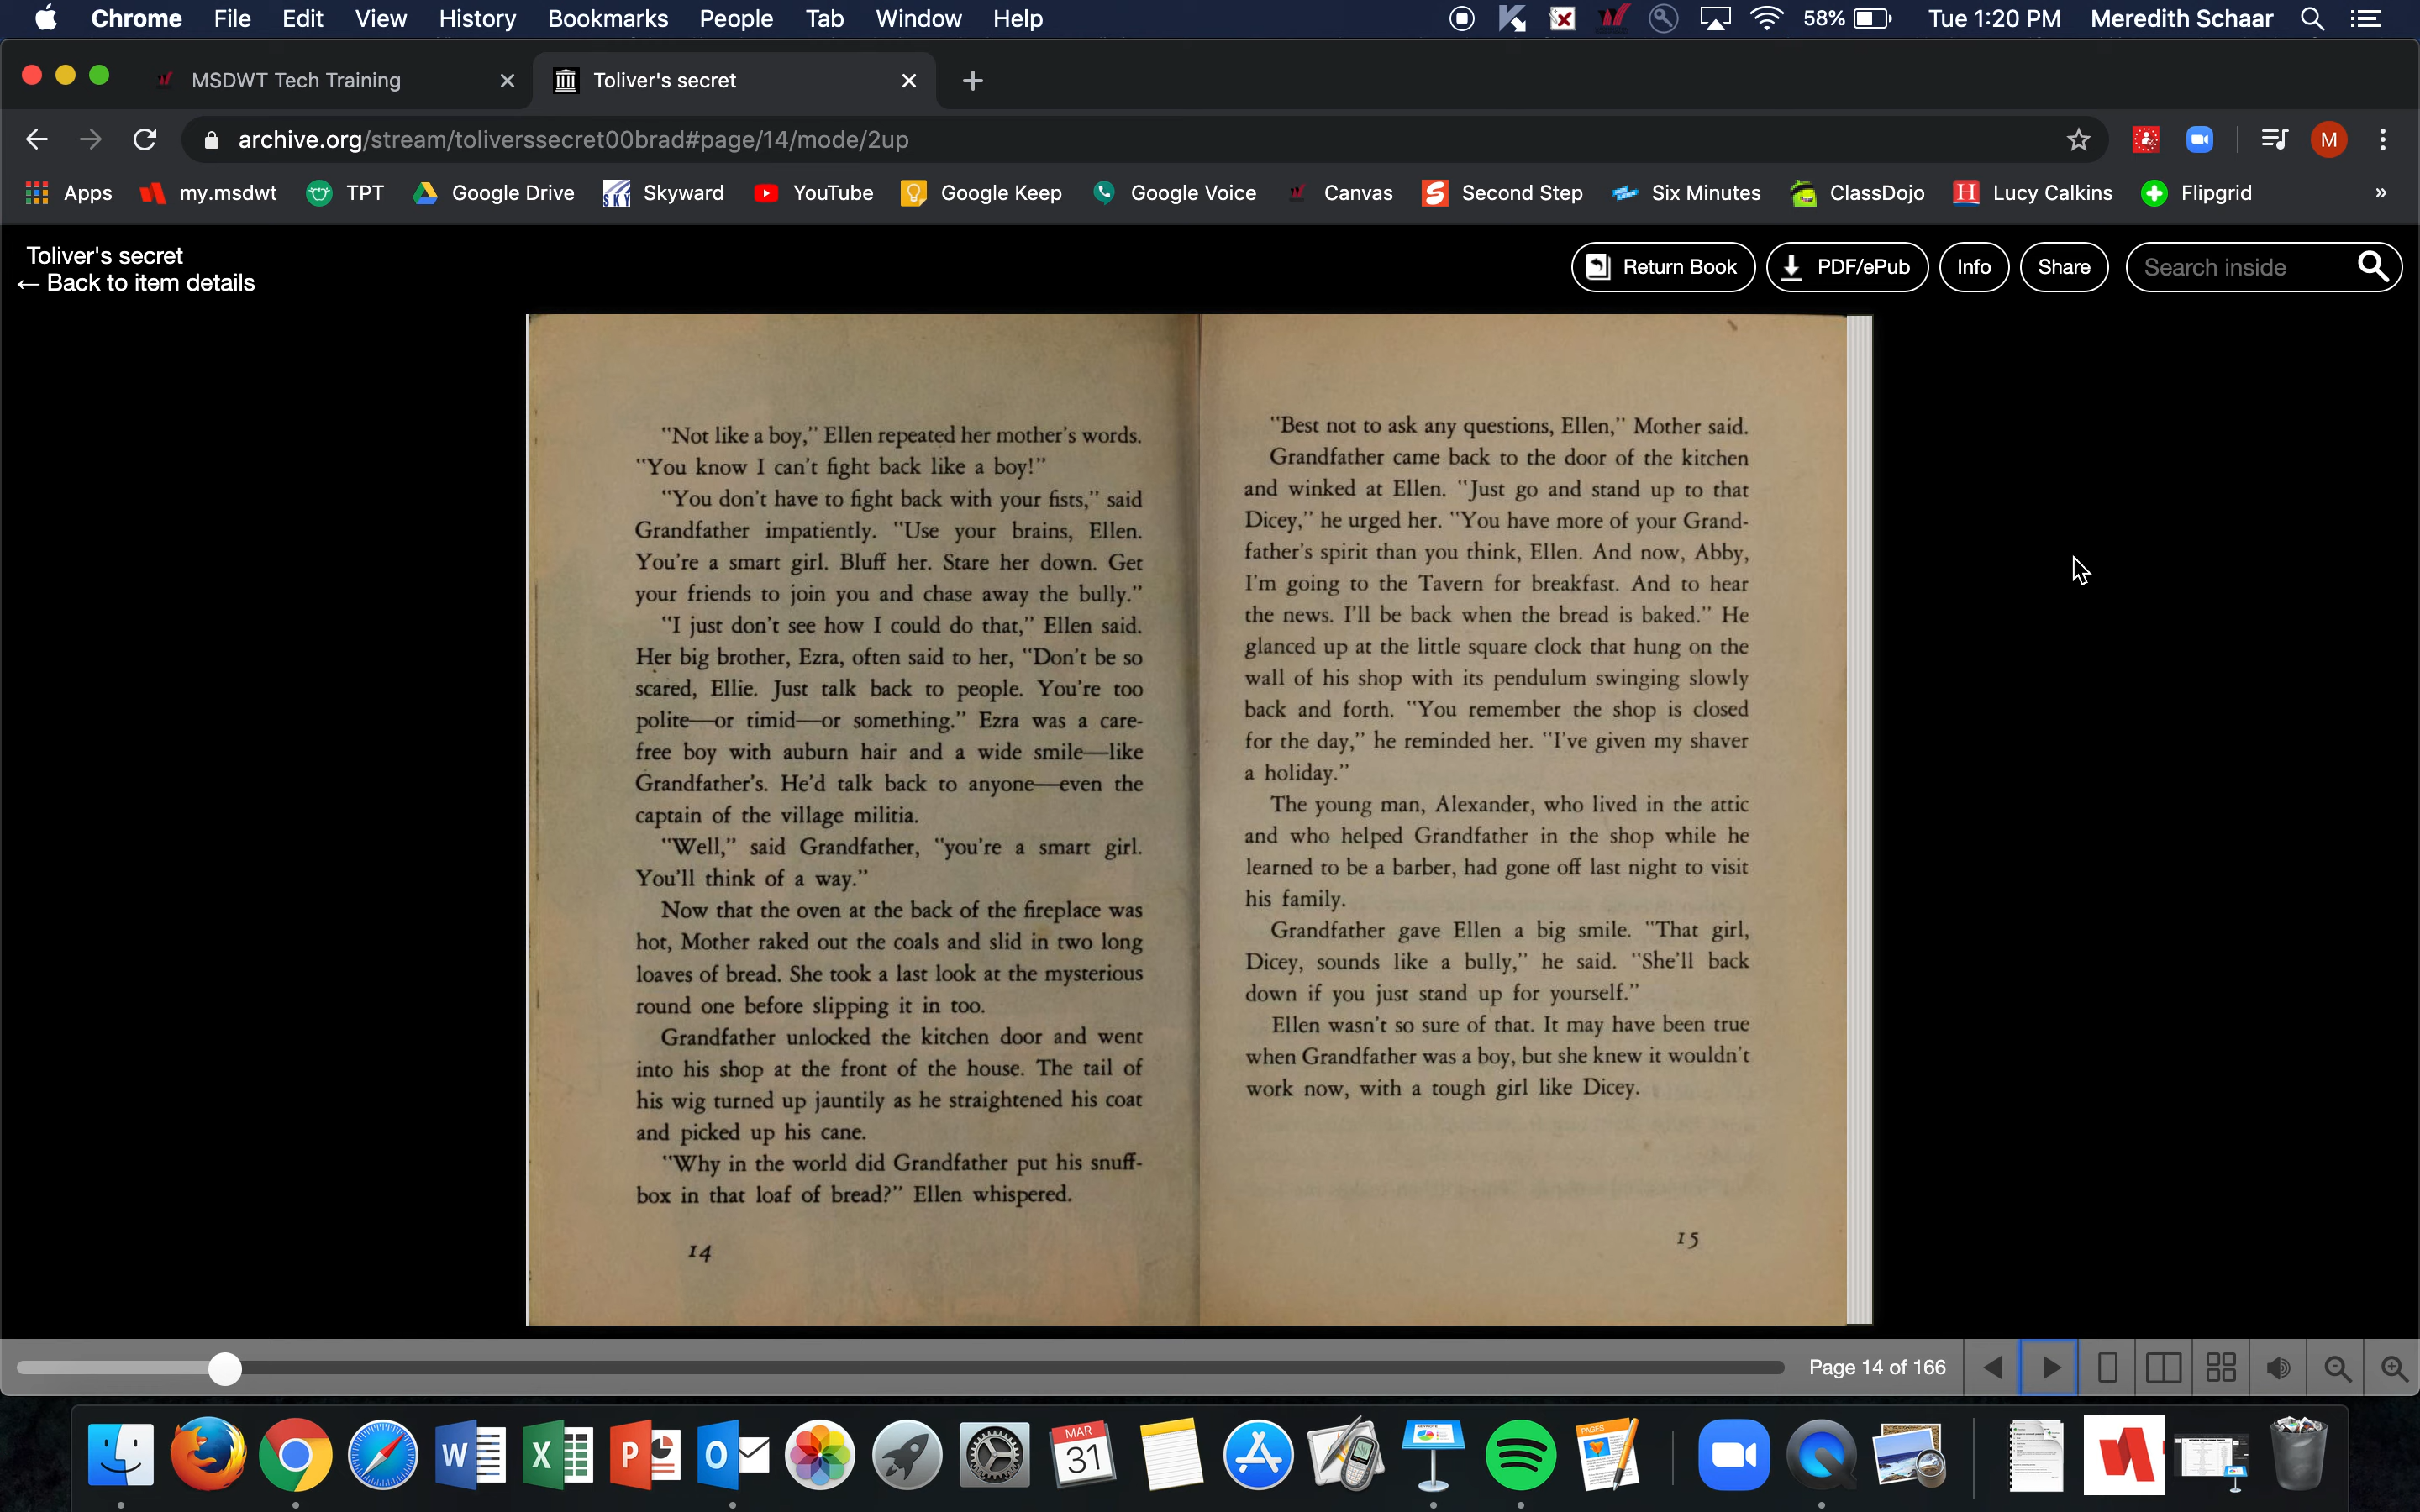 Chrome File Edit View History Bookmarks People Tab Window Help 58% Tue 1:20 PM Meredith Schaar
MSDWT Tech Training Toliver's secret
archive.org/stream/toliverssecret00brad#page/14/mode/2up M
Apps my.msdwt TPT Google Drive SKY Skyward YouTube Google Keep Google Voice Canvas Second Step Six Minutes ClassDojo H Lucy Calkins Flipgrid »
Toliver's secret
← Back to item details
Return Book PDF/ePub Info Share Search inside
"Not like a boy," Ellen repeated her mother's words.
"You know I can't fight back like a boy!"
"You don't have to fight back with your fists," said
Grandfather impatiently. "Use your brains, Ellen.
You're a smart girl. Bluff her. Stare her down. Get
your friends to join you and chase away the bully."
"I just don't see how I could do that," Ellen said.
Her big brother, Ezra, often said to her, "Don't be so
scared, Ellie. Just talk back to people. You're too
polite—or timid—or something." Ezra was a care-
free boy with auburn hair and a wide smile—like
Grandfather's. He'd talk back to anyone—even the
captain of the village militia.
"Well," said Grandfather, "you're a smart girl.
You'll think of a way."
Now that the oven at the back of the fireplace was
hot, Mother raked out the coals and slid in two long
loaves of bread. She took a last look at the mysterious
round one before slipping it in too.
Grandfather unlocked the kitchen door and went
into his shop at the front of the house. The tail of
his wig turned up jauntily as he straightened his coat
and picked up his cane.
"Why in the world did Grandfather put his snuff-
box in that loaf of bread?" Ellen whispered.
14
"Best not to ask any questions, Ellen," Mother said.
Grandfather came back to the door of the kitchen
and winked at Ellen. "Just go and stand up to that
Dicey," he urged her. "You have more of your Grand-
father's spirit than you think, Ellen. And now, Abby,
I'm going to the Tavern for breakfast. And to hear
the news. I'll be back when the bread is baked." He
glanced up at the little square clock that hung on the
wall of his shop with its pendulum swinging slowly
back and forth. "You remember the shop is closed
for the day," he reminded her. "I've given my shaver
a holiday."
The young man, Alexander, who lived in the attic
and who helped Grandfather in the shop while he
learned to be a barber, had gone off last night to visit
his family.
Grandfather gave Ellen a big smile. "That girl,
Dicey, sounds like a bully," he said. "She'll back
down if you just stand up for yourself."
Ellen wasn't so sure of that. It may have been true
when Grandfather was a boy, but she knew it wouldn't
work now, with a tough girl like Dicey.
15
Page 14 of 166
W X P O MAR 31 PAGES